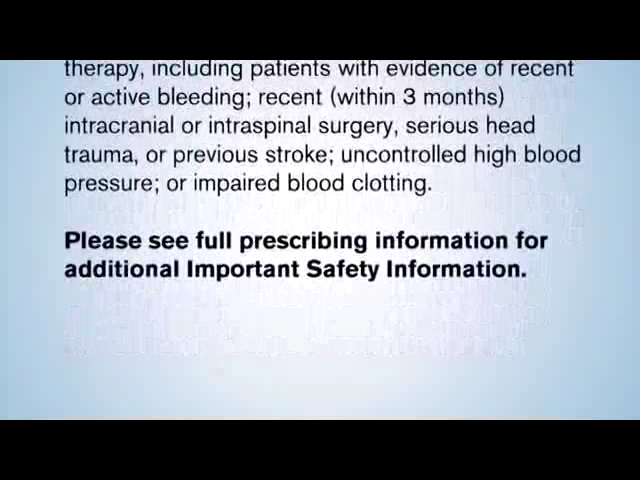 therapy, including patients with evidence of recent
or active bleeding; recent (within 3 months)
intracranial or intraspinal surgery, serious head
trauma, or previous stroke; uncontrolled high blood
pressure; or impaired blood clotting.
Please see full prescribing information for
additional Important Safety Information.